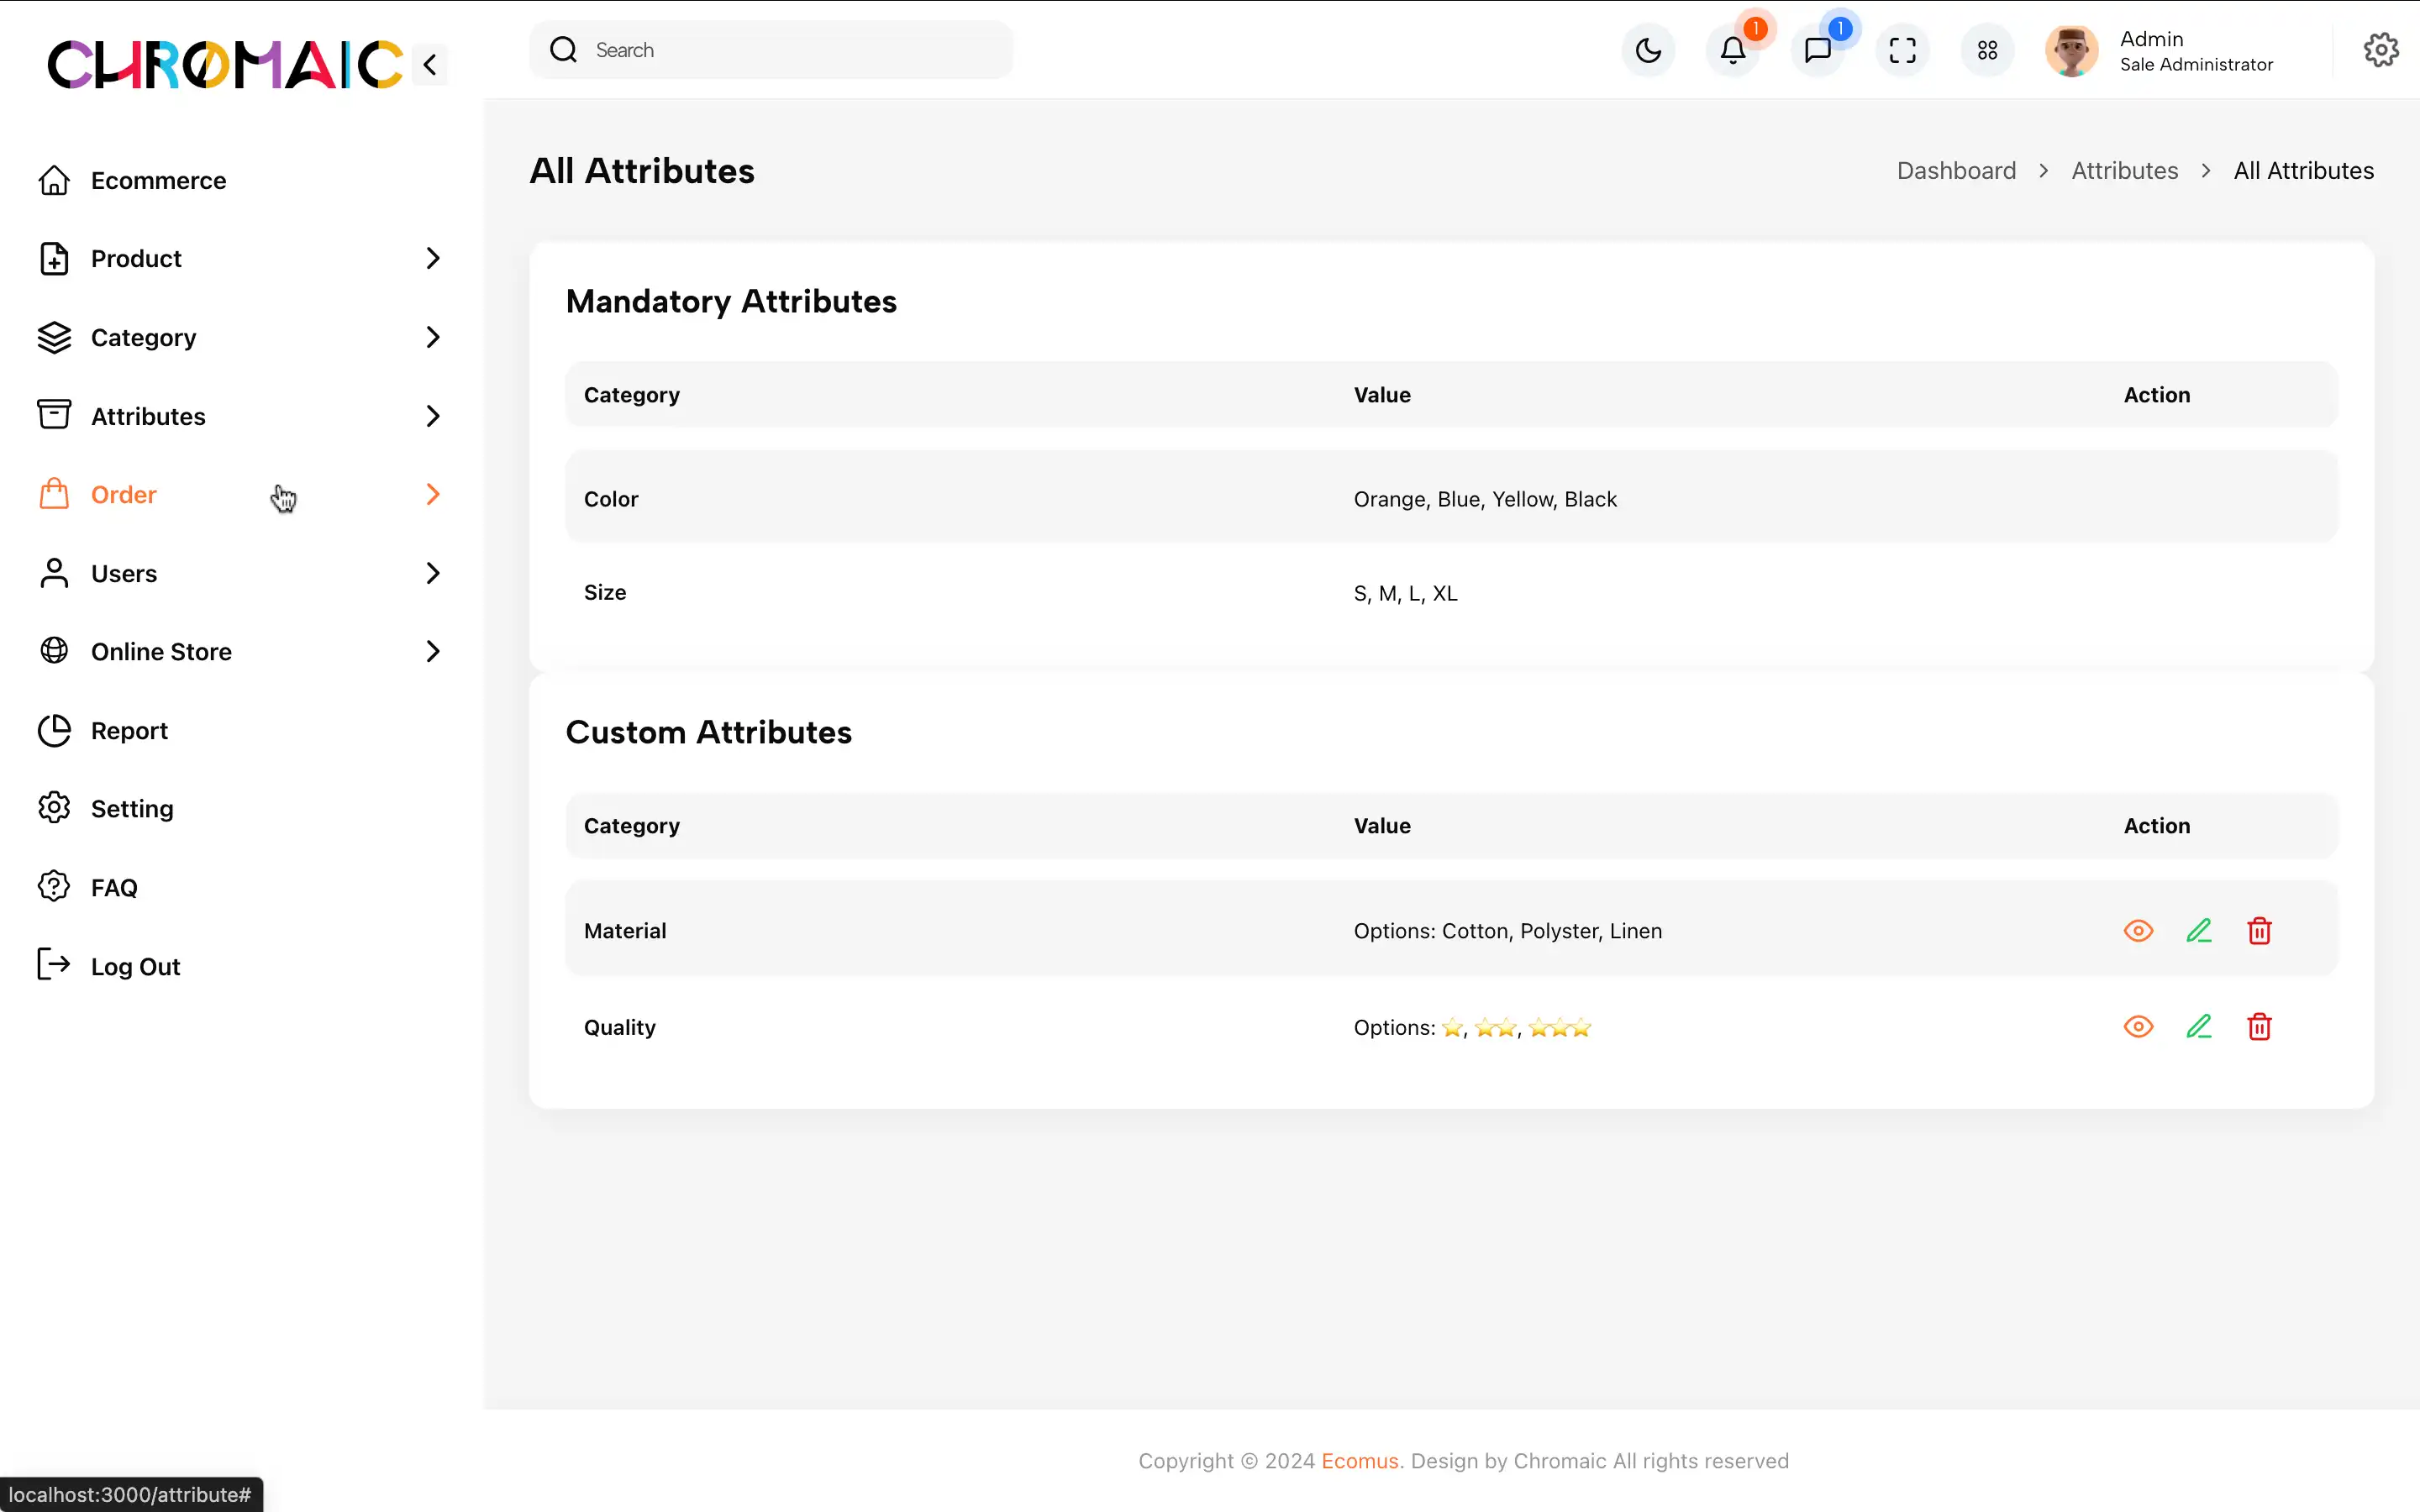 CHROMAIC
Search
1
1
Admin
Sale Administrator
Ecommerce
Product
Category
Attributes
Order
Users
Online Store
Report
Setting
FAQ
Log Out
All Attributes
Dashboard > Attributes > All Attributes
Mandatory Attributes
Category Value Action
Color Orange, Blue, Yellow, Black
Size S, M, L, XL
Custom Attributes
Category Value Action
Material Options: Cotton, Polyster, Linen
Quality Options: ⭐, ⭐⭐, ⭐⭐⭐
Copyright © 2024 Ecomus. Design by Chromaic All rights reserved
localhost:3000/attribute#